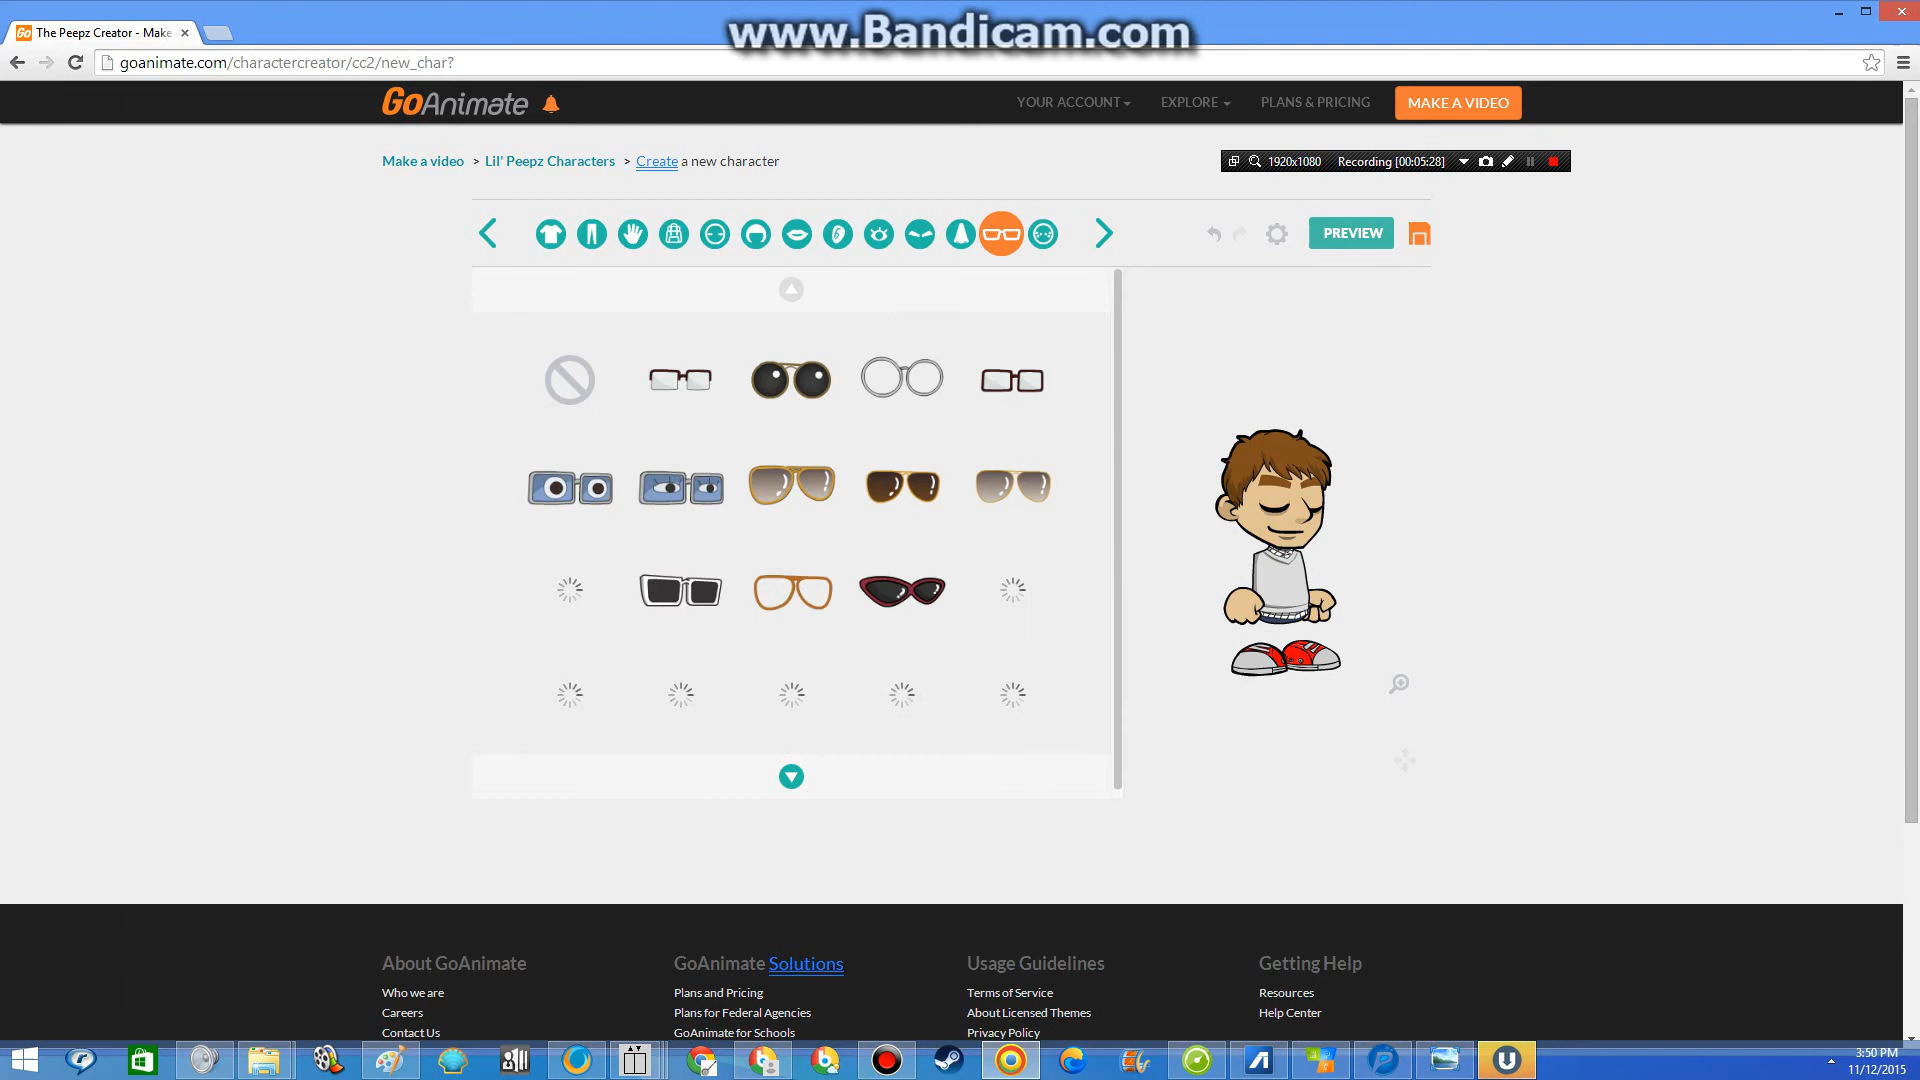 www.Bandicam.com
The Peepz Creator - Make
goanimate.com/charactercreator/cc2/new_char?
GoAnimate
YOUR ACCOUNT
EXPLORE
PLANS & PRICING
MAKE A VIDEO
Make a video > Lil' Peepz Characters > Create a new character
1920x1080 Recording [00:05:28]
PREVIEW
About GoAnimate
GoAnimate Solutions
Usage Guidelines
Getting Help
Who we are
Plans and Pricing
Terms of Service
Resources
Careers
Plans for Federal Agencies
About Licensed Themes
Help Center
Contact Us
GoAnimate for Schools
Privacy Policy
3:50 PM
11/12/2015